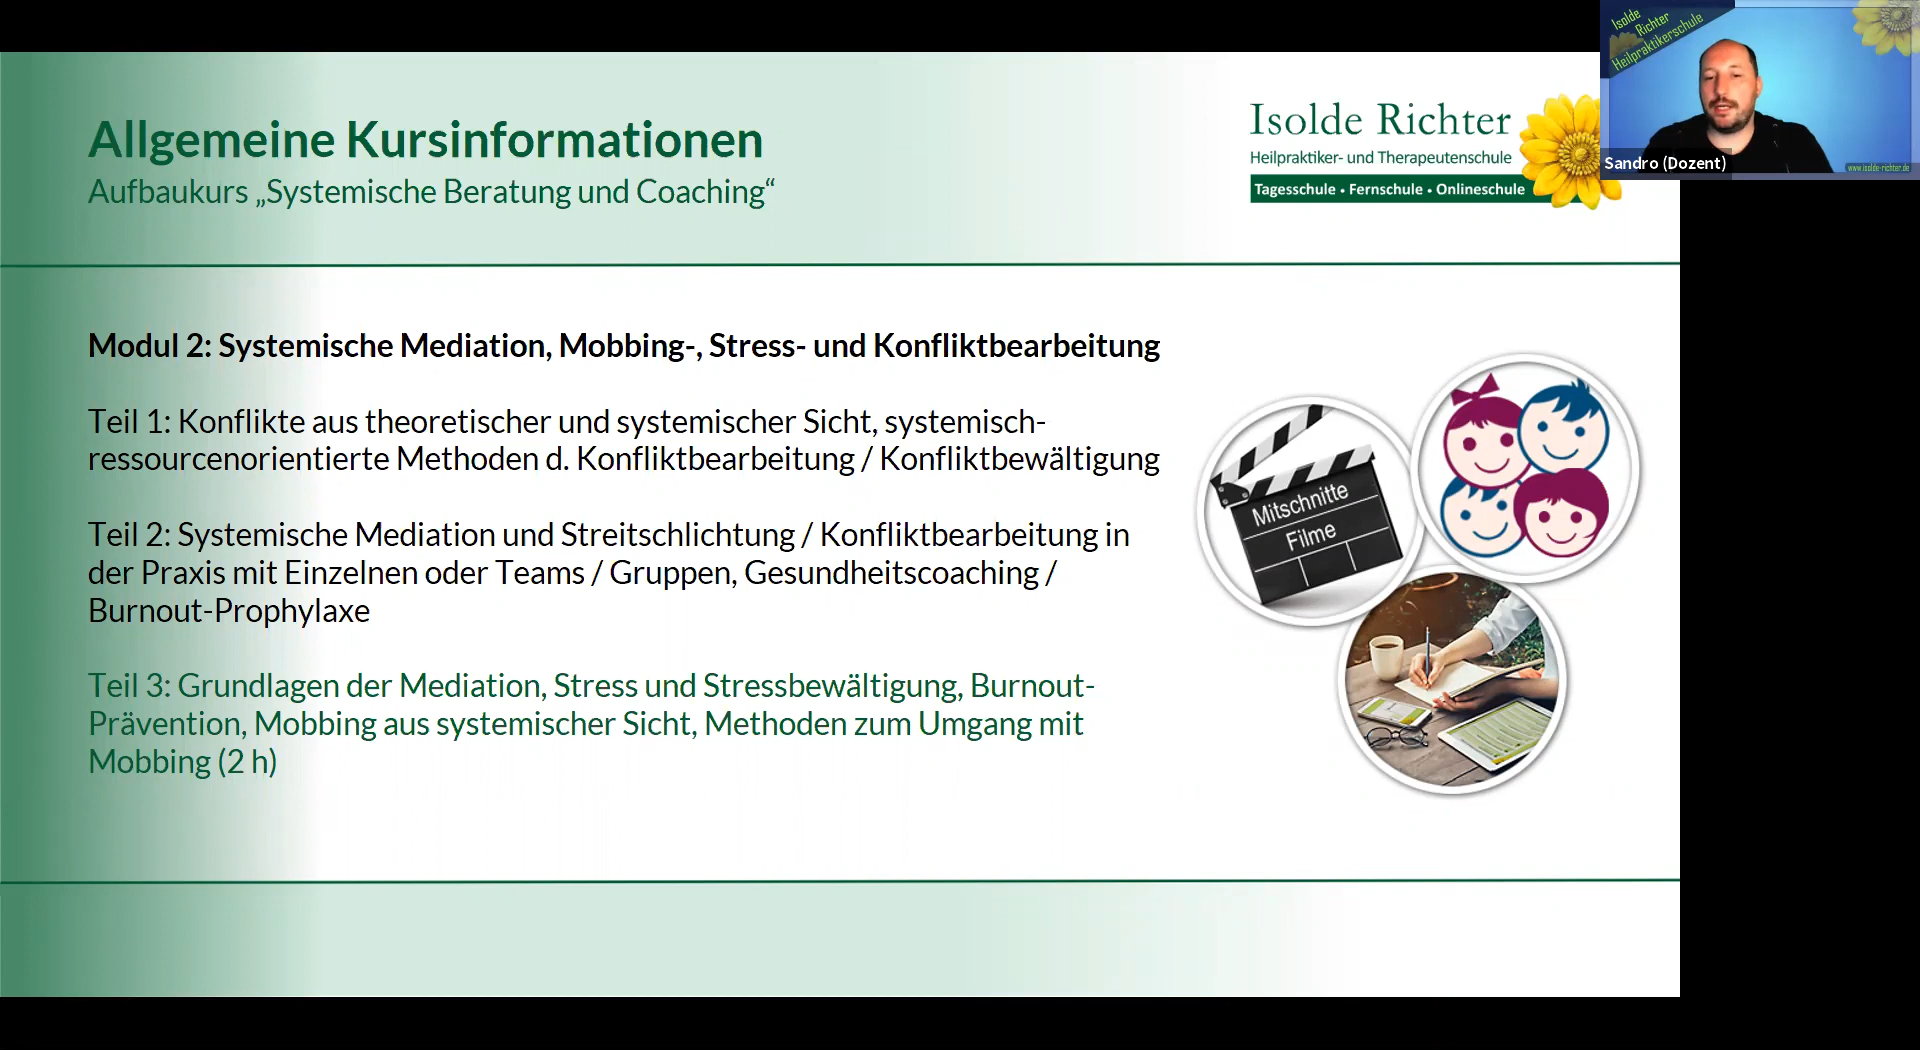 Allgemeine Kursinformationen
Aufbaukurs „Systemische Beratung und Coaching“
Isolde Richter
Heilpraktiker- und Therapeutenschule
Tagesschule • Fernschule • Onlineschule
Isolde
Richter
Heilpraktikerschule
Sandro (Dozent)
www.isolde-richter.de
Modul 2: Systemische Mediation, Mobbing-, Stress- und Konfliktbearbeitung
Teil 1: Konflikte aus theoretischer und systemischer Sicht, systemisch-
ressourcenorientierte Methoden d. Konfliktbearbeitung / Konfliktbewältigung
Teil 2: Systemische Mediation und Streitschlichtung / Konfliktbearbeitung in
der Praxis mit Einzelnen oder Teams / Gruppen, Gesundheitscoaching /
Burnout-Prophylaxe
Teil 3: Grundlagen der Mediation, Stress und Stressbewältigung, Burnout-
Prävention, Mobbing aus systemischer Sicht, Methoden zum Umgang mit
Mobbing (2 h)
Mitschnitte
Filme